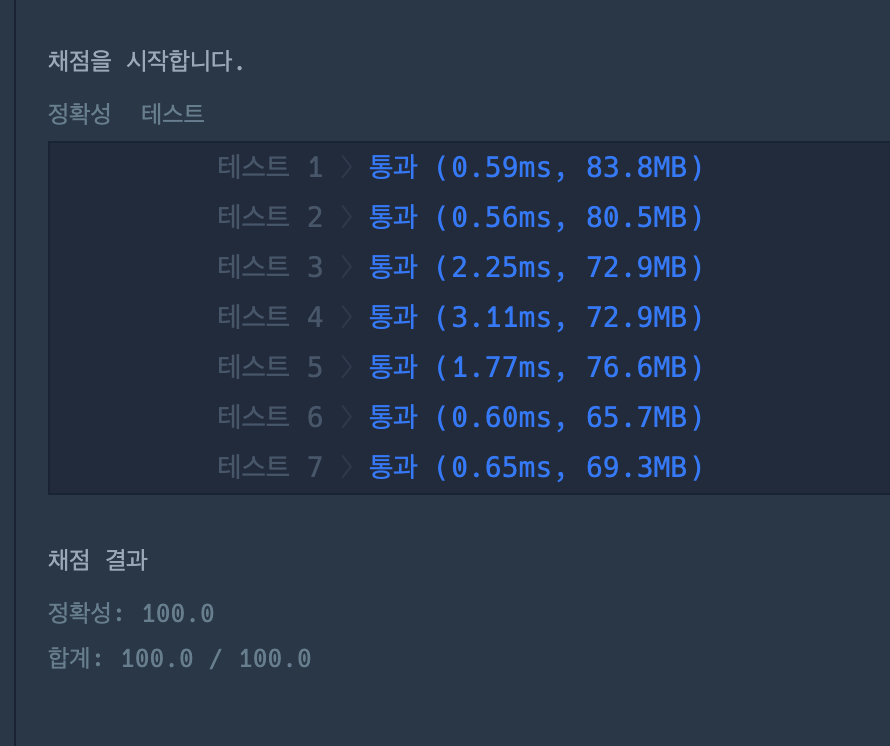 채점을 시작합니다.
정확성 테스트
테스트 1 〉 통과 (0.59ms, 83.8MB)
테스트 2 〉 통과 (0.56ms, 80.5MB)
테스트 3 〉 통과 (2.25ms, 72.9MB)
테스트 4 〉 통과 (3.11ms, 72.9MB)
테스트 5 〉 통과 (1.77ms, 76.6MB)
테스트 6 〉 통과 (0.60ms, 65.7MB)
테스트 7 〉 통과 (0.65ms, 69.3MB)
채점 결과
정확성: 100.0
합계: 100.0 / 100.0